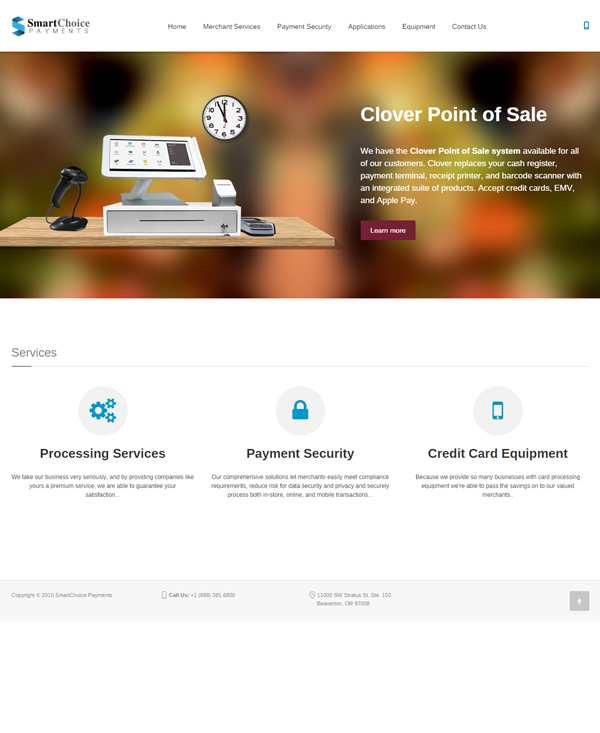 SmartChoice
PAYMENTS
Home Merchant Services Payment Security Applications Equipment Contact Us
Clover Point of Sale
We have the Clover Point of Sale system available for all
of our customers. Clover replaces your cash register,
payment terminal, receipt printer, and barcode scanner with
an integrated suite of products. Accept credit cards, EMV,
and Apple Pay.
Learn more
Services
Processing Services
We take our business very seriously, and by providing companies like
yours a premium service, we are able to guarantee your
satisfaction...
Payment Security
Our comprehensive solutions let merchants easily meet compliance
requirements, reduce risk for data security and privacy and securely
process both in-store, online, and mobile transactions...
Credit Card Equipment
Because we provide so many businesses with card processing
equipment we're able to pass the savings on to our valued
merchants..
Copyright © 2015 SmartChoice Payments
Call Us: +1 (888) 381.6800
11000 SW Stratus St. Ste. 150
Beaverton, OR 97008